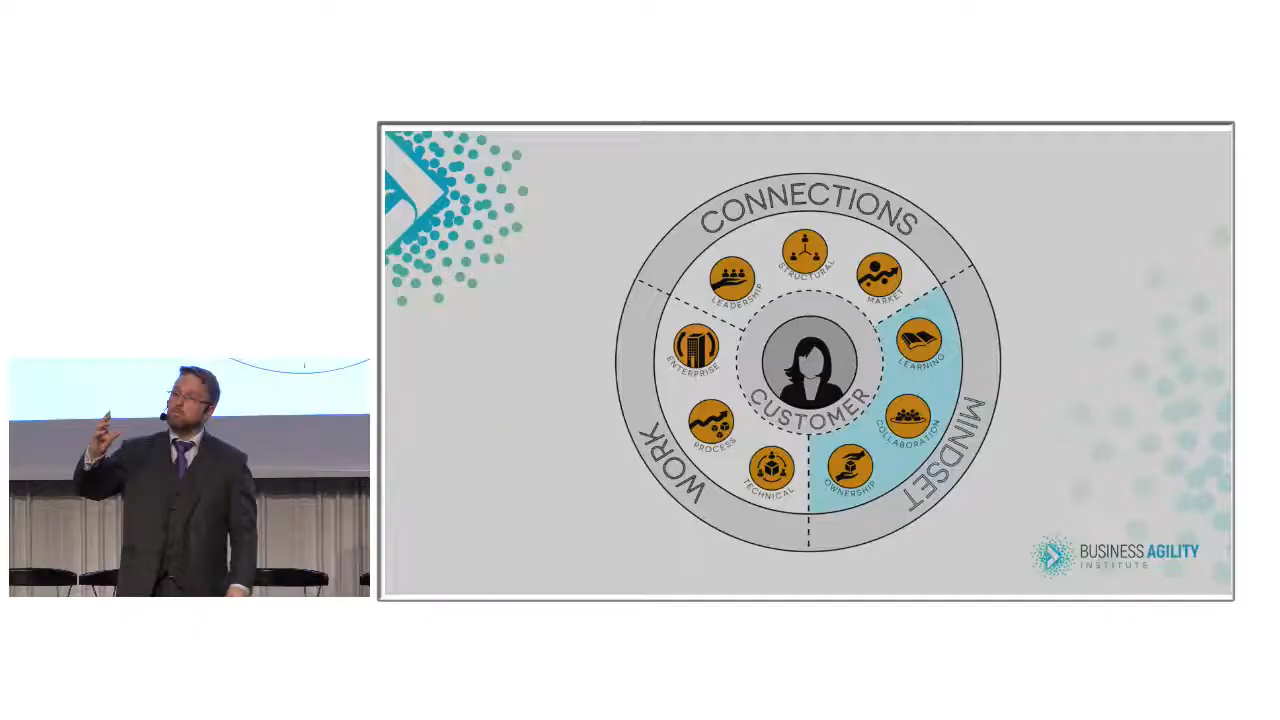 CONNECTIONS
STRUCTURAL
LEADERSHIP
MARKET
ENTERPRISE
LEARNING
CUSTOMER
PROCESS
COLLABORATION
TECHNICAL
OWNERSHIP
WORK
MINDSET
BUSINESS AGILITY
INSTITUTE